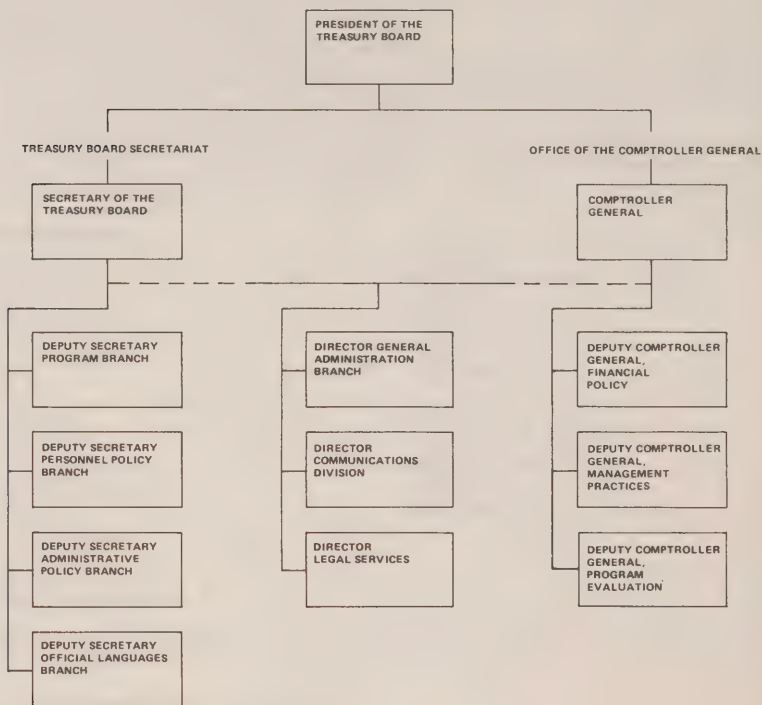 PRESIDENT OF THE
TREASURY BOARD
TREASURY BOARD SECRETARIAT
OFFICE OF THE COMPTROLLER GENERAL
SECRETARY OF THE
TREASURY BOARD
COMPTROLLER
GENERAL
DEPUTY SECRETARY
PROGRAM BRANCH
DEPUTY SECRETARY
PERSONNEL POLICY
BRANCH
DEPUTY SECRETARY
ADMINISTRATIVE
POLICY BRANCH
DEPUTY SECRETARY
OFFICIAL LANGUAGES
BRANCH
DIRECTOR GENERAL
ADMINISTRATION
BRANCH
DIRECTOR
COMMUNICATIONS
DIVISION
DIRECTOR
LEGAL SERVICES
DEPUTY COMPTROLLER
GENERAL,
FINANCIAL
POLICY
DEPUTY COMPTROLLER
GENERAL,
MANAGEMENT
PRACTICES
DEPUTY COMPTROLLER
GENERAL,
PROGRAM
EVALUATION